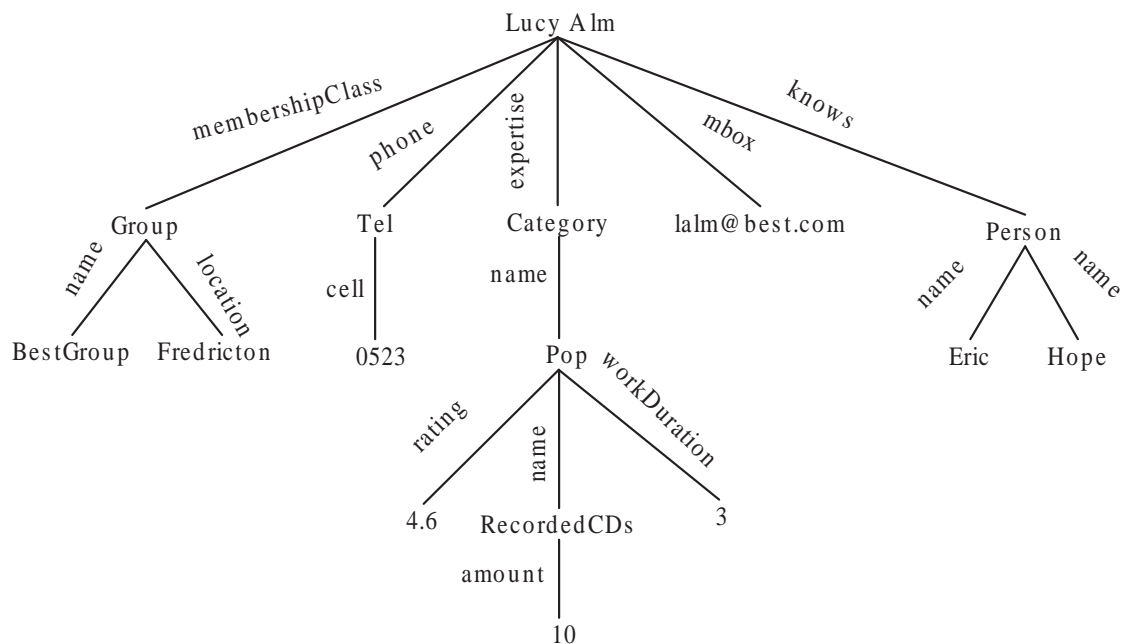 Lucy Alm
membershipClass
phone
expertise
mbox
knows
Group
Tel
Category
lalm@best.com
Person
name
location
cell
name
name
name
BestGroup
Fredricton
0523
Pop
Eric
Hope
rating
name
workDuration
4.6
RecordedCDs
3
amount
10